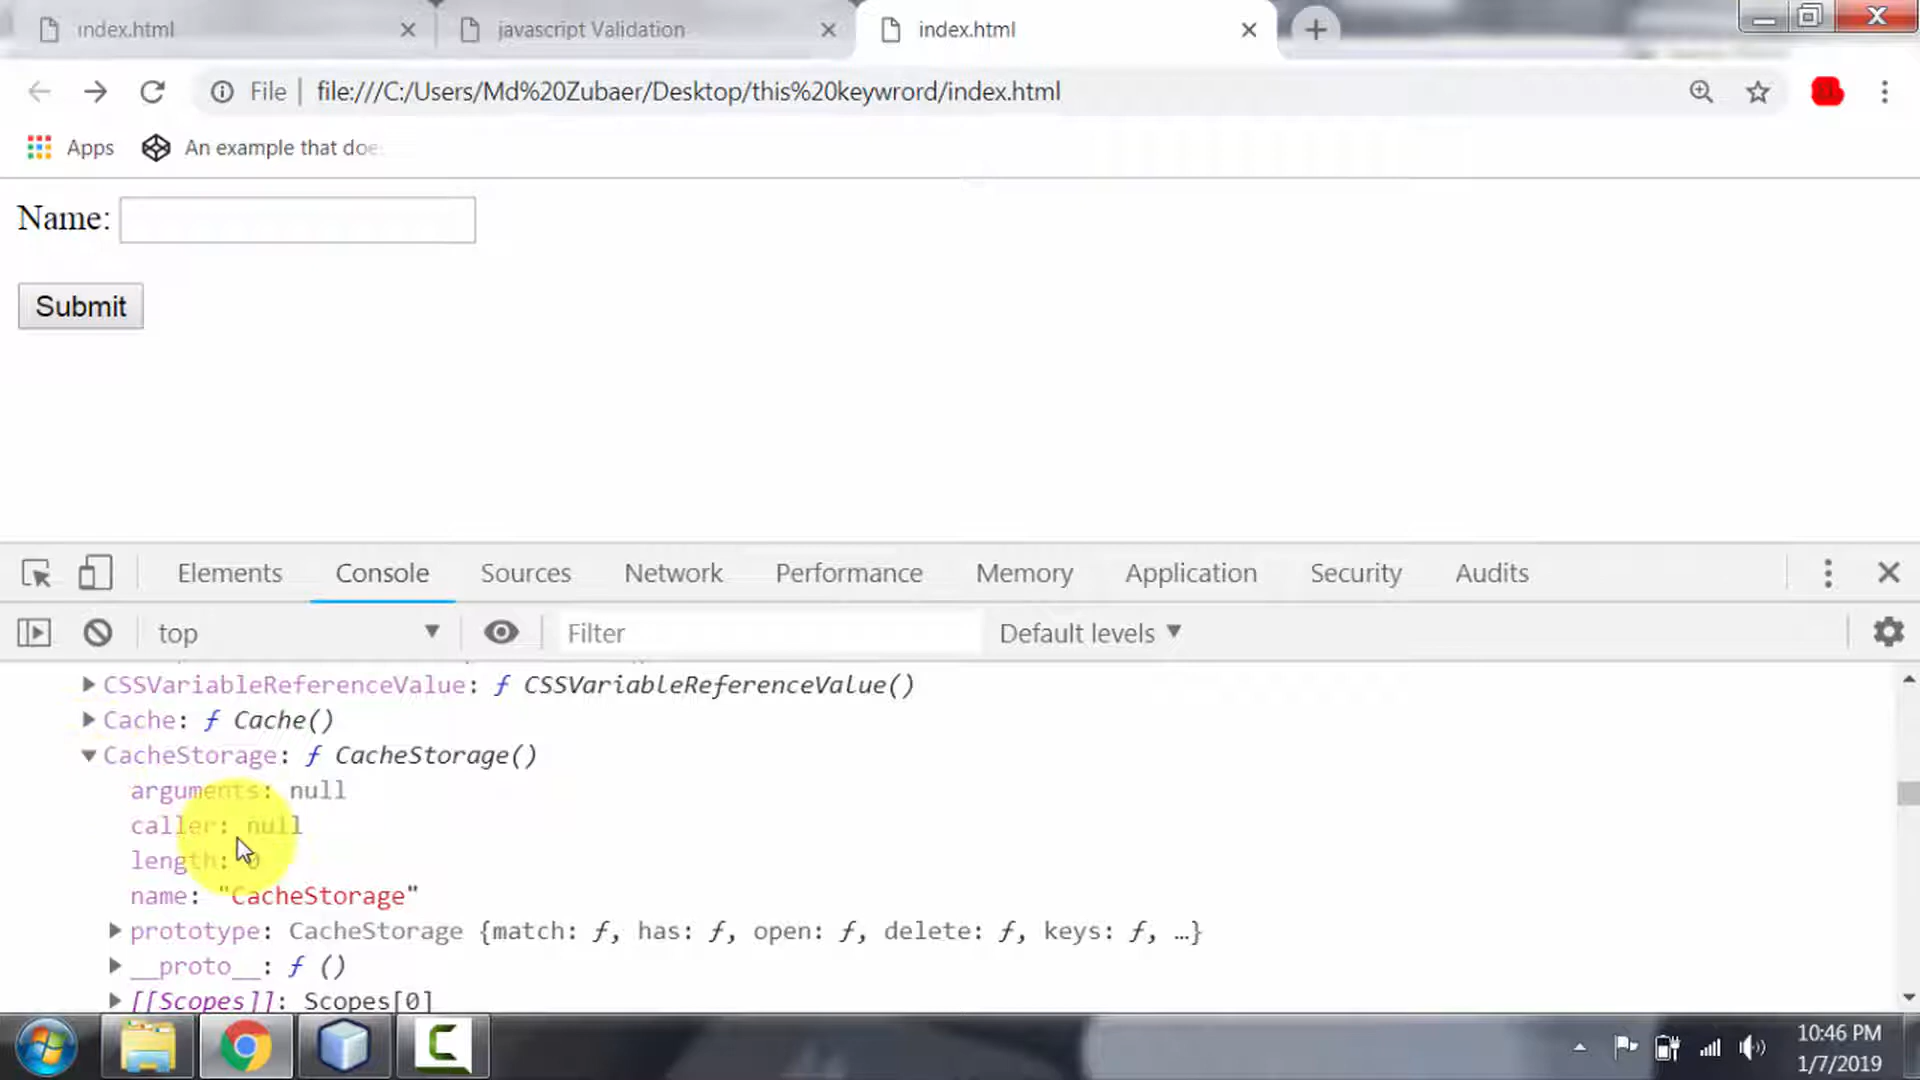 index.html
javascript Validation
index.html
File
file:///C:/Users/Md%20Zubaer/Desktop/this%20keywrord/index.html
Apps
An example that doe
Name:
Submit
Elements
Console
Sources
Network
Performance
Memory
Application
Security
Audits
top
Filter
Default levels
CSSVariableReferenceValue: ƒ CSSVariableReferenceValue()
Cache: ƒ Cache()
CacheStorage: ƒ CacheStorage()
arguments: null
caller: null
length: 0
name: "CacheStorage"
prototype: CacheStorage {match: ƒ, has: ƒ, open: ƒ, delete: ƒ, keys: ƒ, …}
__proto__: ƒ ()
[[Scopes]]: Scopes[0]
10:46 PM
1/7/2019